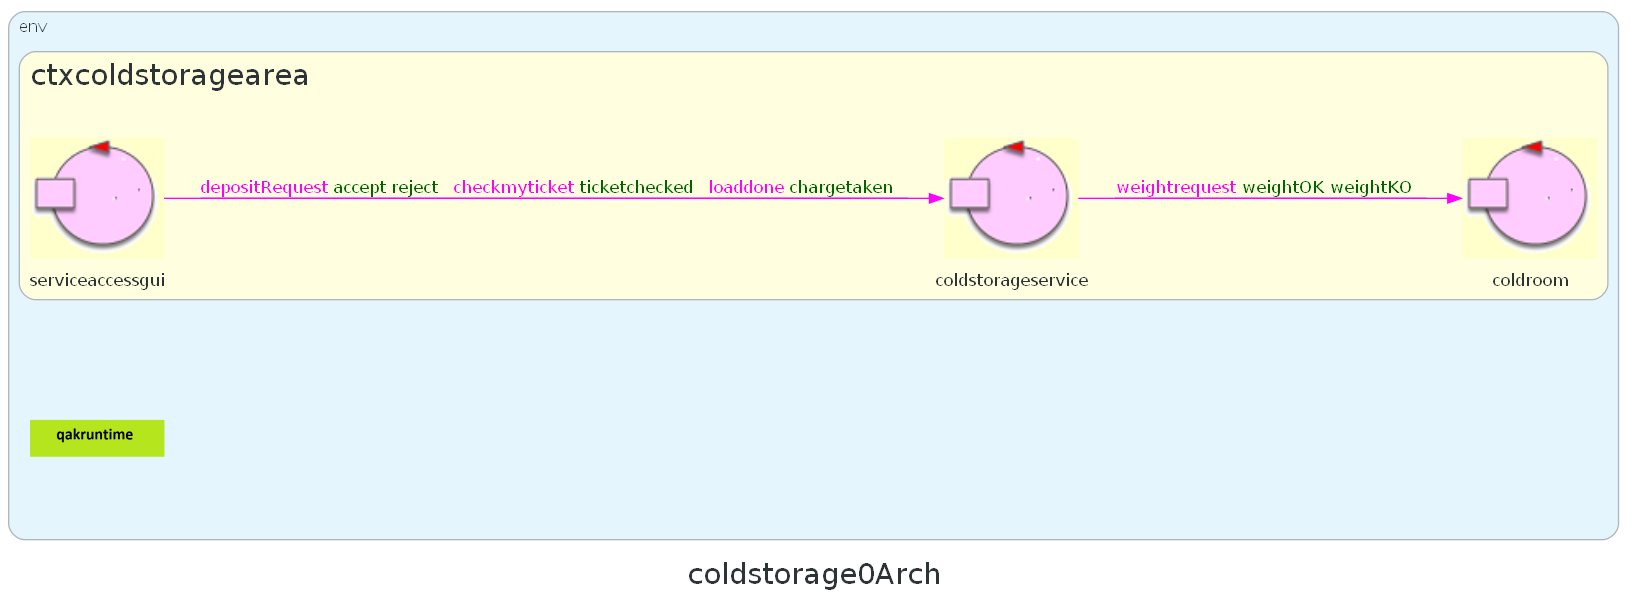 env
ctxcoldstoragearea
depositRequest accept reject   checkmyticket ticketchecked   loaddone chargetaken
weightrequest weightOK weightKO
serviceaccessgui
coldstorageservice
coldroom
qakruntime
coldstorage0Arch